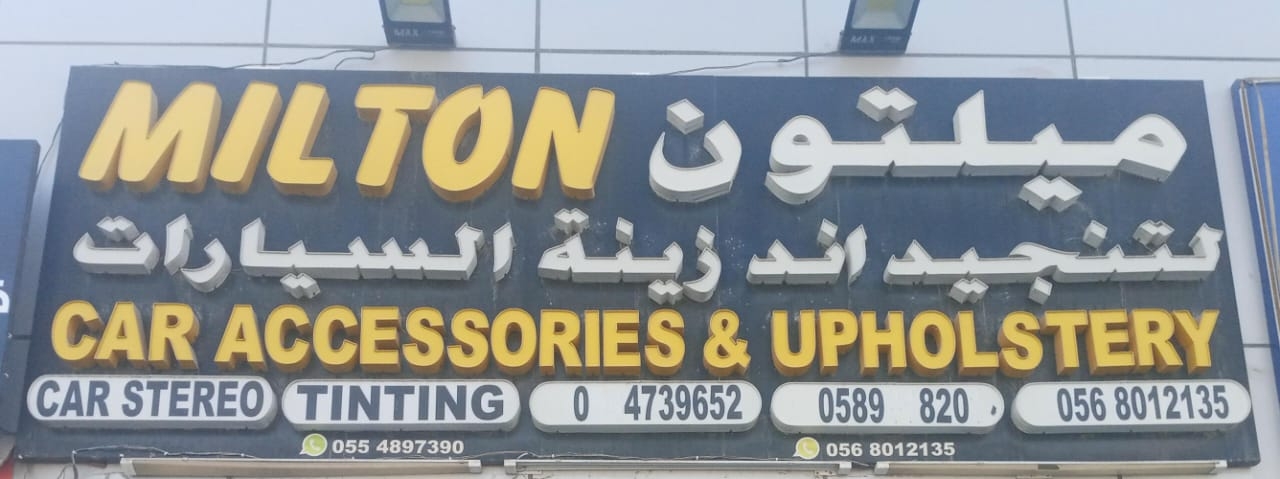 MILTON ميلتون
لتنجيد اند زينة السيارات
CAR ACCESSORIES & UPHOLSTERY
CAR STEREO TINTING 0 4739652 0589 820 056 8012135
055 4897390 056 8012135